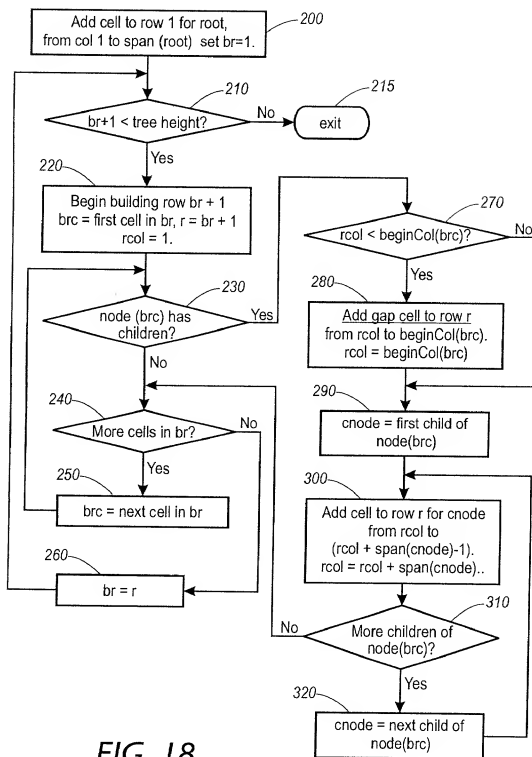 Add cell to row 1 for root,
from col 1 to span (root) set br=1.
200
210
br+1 < tree height?
No
215
exit
Yes
220
Begin building row br + 1
brc = first cell in br, r = br + 1
rcol = 1.
230
node (brc) has
children?
Yes
No
240
More cells in br?
No
Yes
250
brc = next cell in br
260
br = r
270
rcol < beginCol(brc)?
No
Yes
280
Add gap cell to row r
from rcol to beginCol(brc).
rcol = beginCol(brc)
290
cnode = first child of
node(brc)
300
Add cell to row r for cnode
from rcol to
(rcol + span(cnode)-1).
rcol = rcol + span(cnode)..
310
More children of
node(brc)?
No
Yes
320
cnode = next child of
node(brc)
FIG. 18